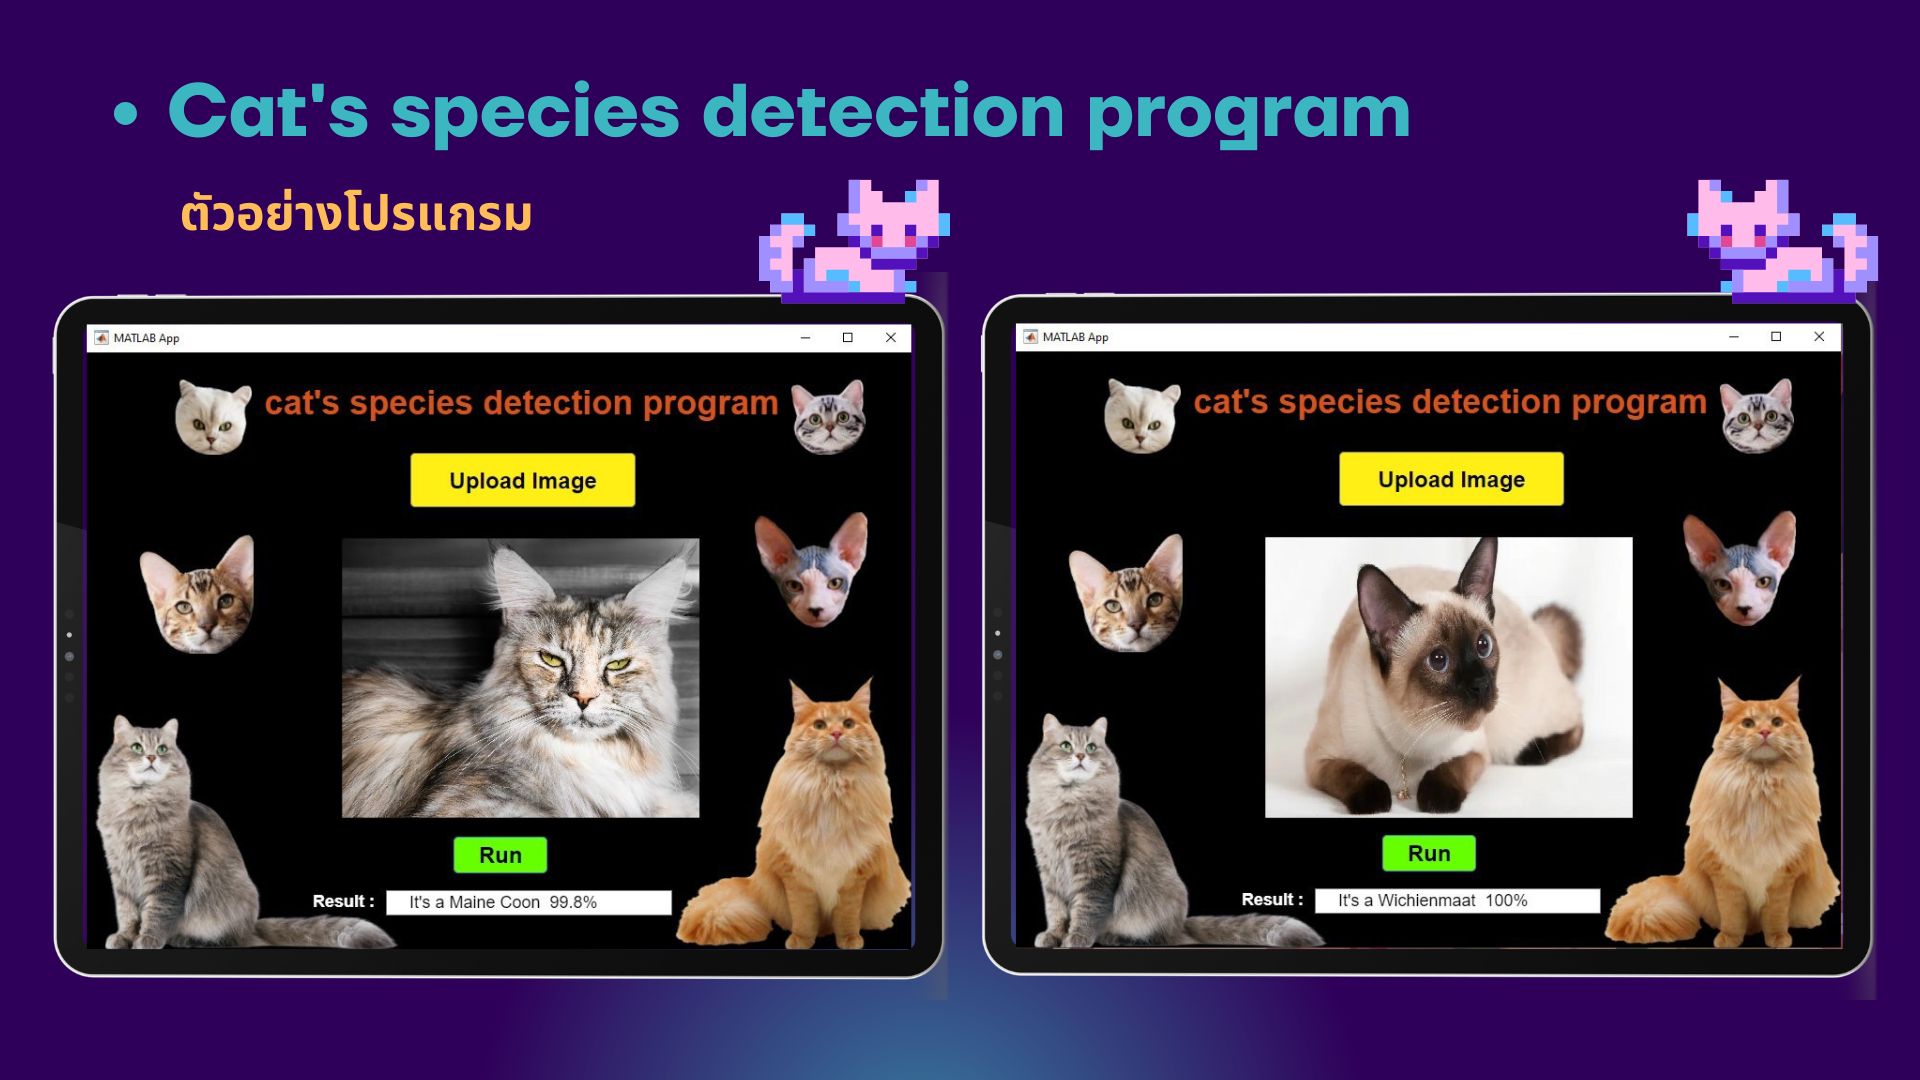 Cat's species detection program
ตัวอย่างโปรแกรม
MATLAB App
cat's species detection program
Upload Image
Run
Result : It's a Maine Coon 99.8%
MATLAB App
cat's species detection program
Upload Image
Run
Result : It's a Wichienmaat 100%